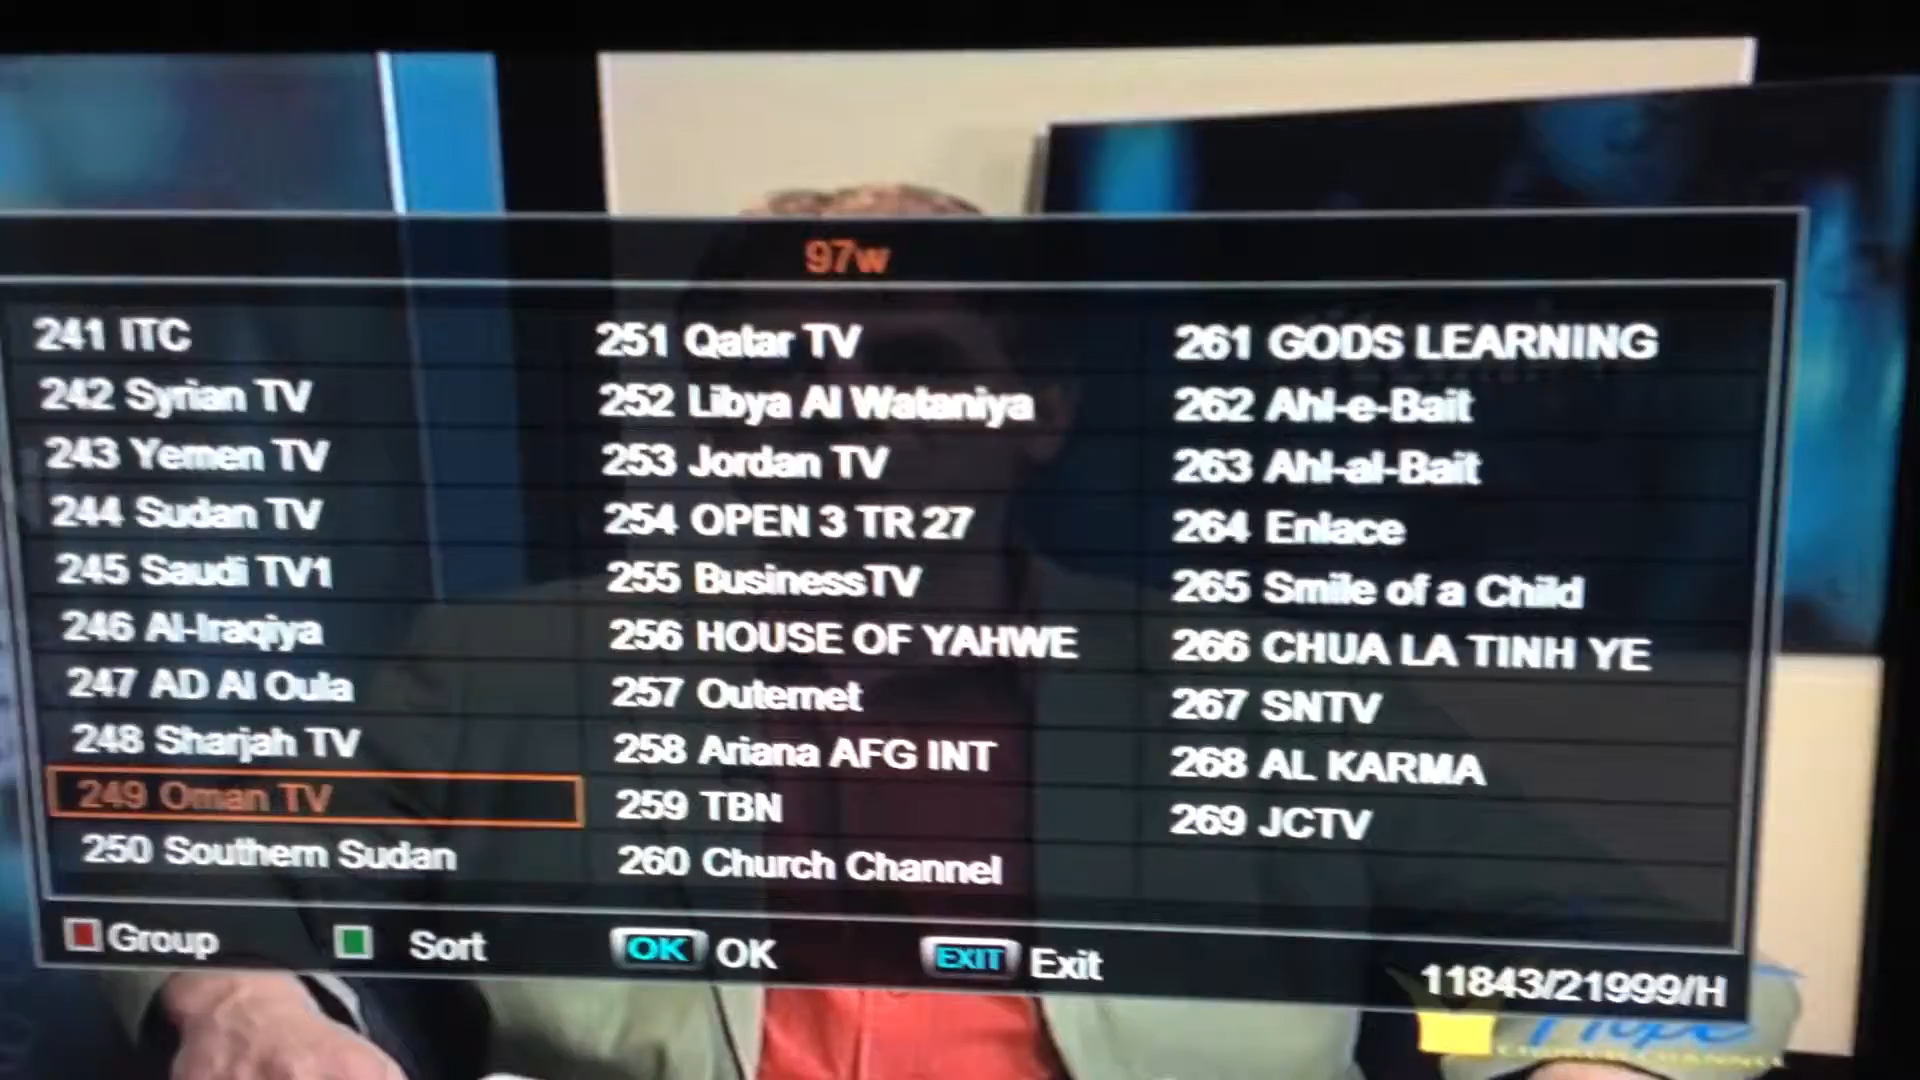 97w
241 ITC
242 Syrian TV
243 Yemen TV
244 Sudan TV
245 Saudi TV1
246 Al-Iraqiya
247 AD Al Oula
248 Sharjah TV
249 Oman TV
250 Southern Sudan
251 Qatar TV
252 Libya Al Wataniya
253 Jordan TV
254 OPEN 3 TR 27
255 BusinessTV
256 HOUSE OF YAHWE
257 Outernet
258 Ariana AFG INT
259 TBN
260 Church Channel
261 GODS LEARNING
262 Ahl-e-Bait
263 Ahl-al-Bait
264 Enlace
265 Smile of a Child
266 CHUA LA TINH YE
267 SNTV
268 AL KARMA
269 JCTV
Group Sort OK OK EXIT Exit
11843/21999/H
Hope
CHURCH CHANNEL